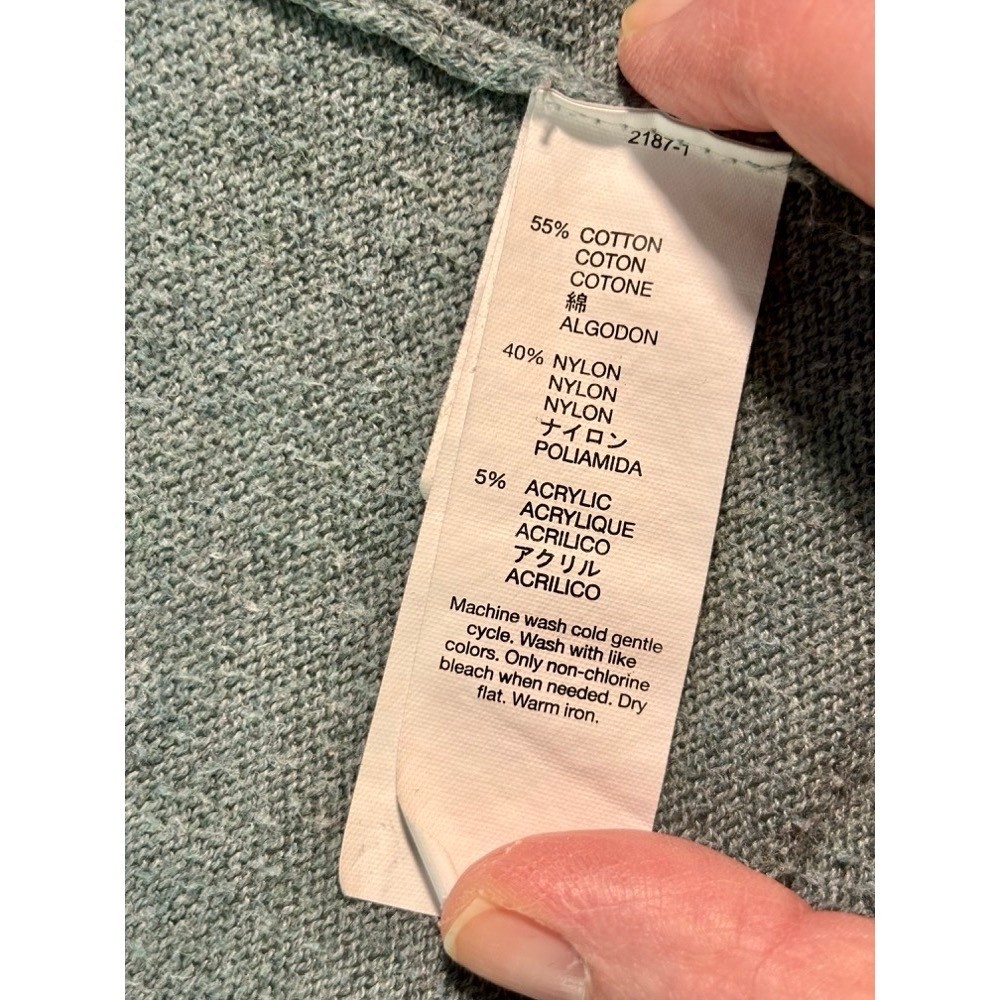 2187-1
55% COTTON
COTON
COTONE
綿
ALGODON
40% NYLON
NYLON
NYLON
ナイロン
POLIAMIDA
5% ACRYLIC
ACRYLIQUE
ACRILICO
アクリル
ACRILICO
Machine wash cold gentle
cycle. Wash with like
colors. Only non-chlorine
bleach when needed. Dry
flat. Warm iron.